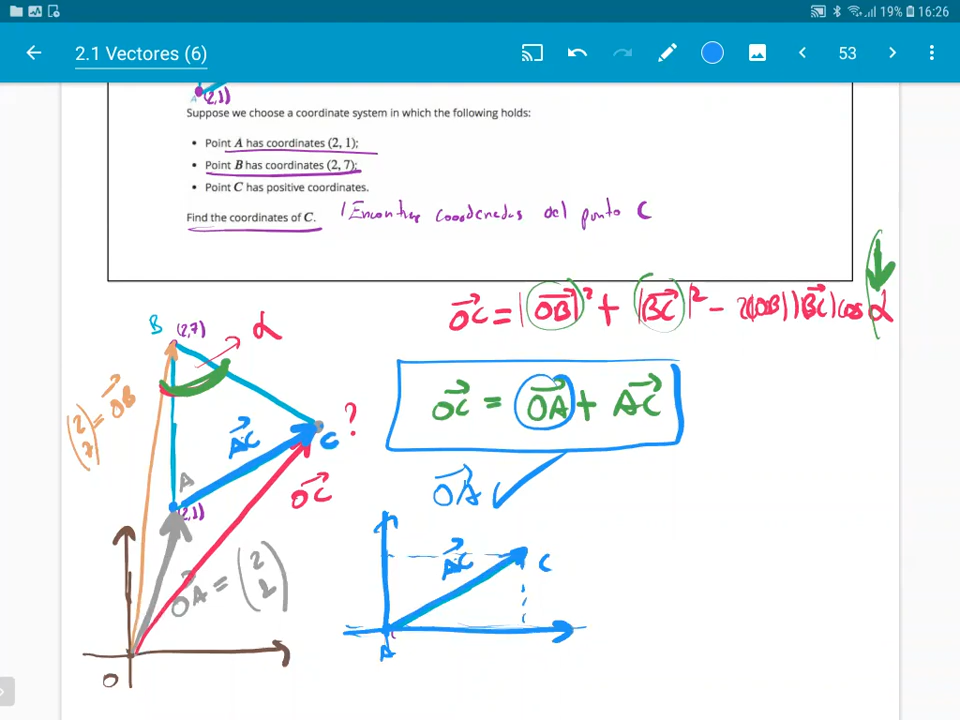 19% 16:26
2.1 Vectores (6)
53
A (2,1)
Suppose we choose a coordinate system in which the following holds:
• Point A has coordinates (2, 1);
• Point B has coordinates (2, 7);
• Point C has positive coordinates.
Find the coordinates of C. / Encontrar coordenadas del punto C
OC = |OB|² + |BC|² - 2|OB||BC| cos α
B (2,7)
α
(2 7) = OB
AC
C ?
OC
A
(2,1)
OA = (2 2)
O
OC = OA + AC
OA ✓
AC
C
A